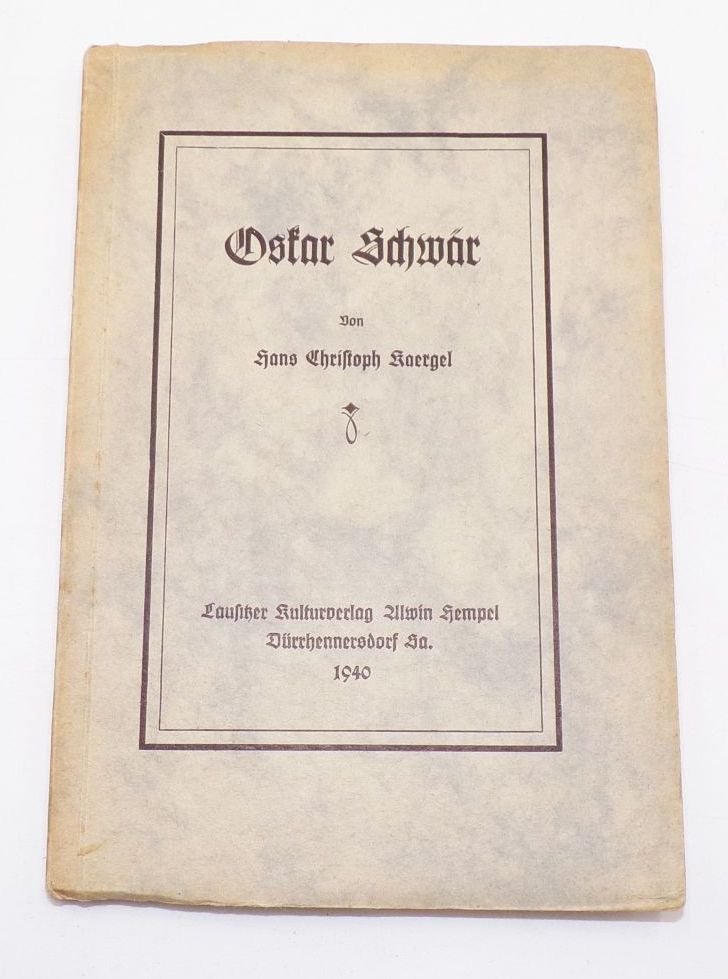 Oskar Schwär
Von
Hans Christoph Kaergel
Lausitzer Kulturverlag Alwin Hempel
Dürrhennersdorf Sa.
1940